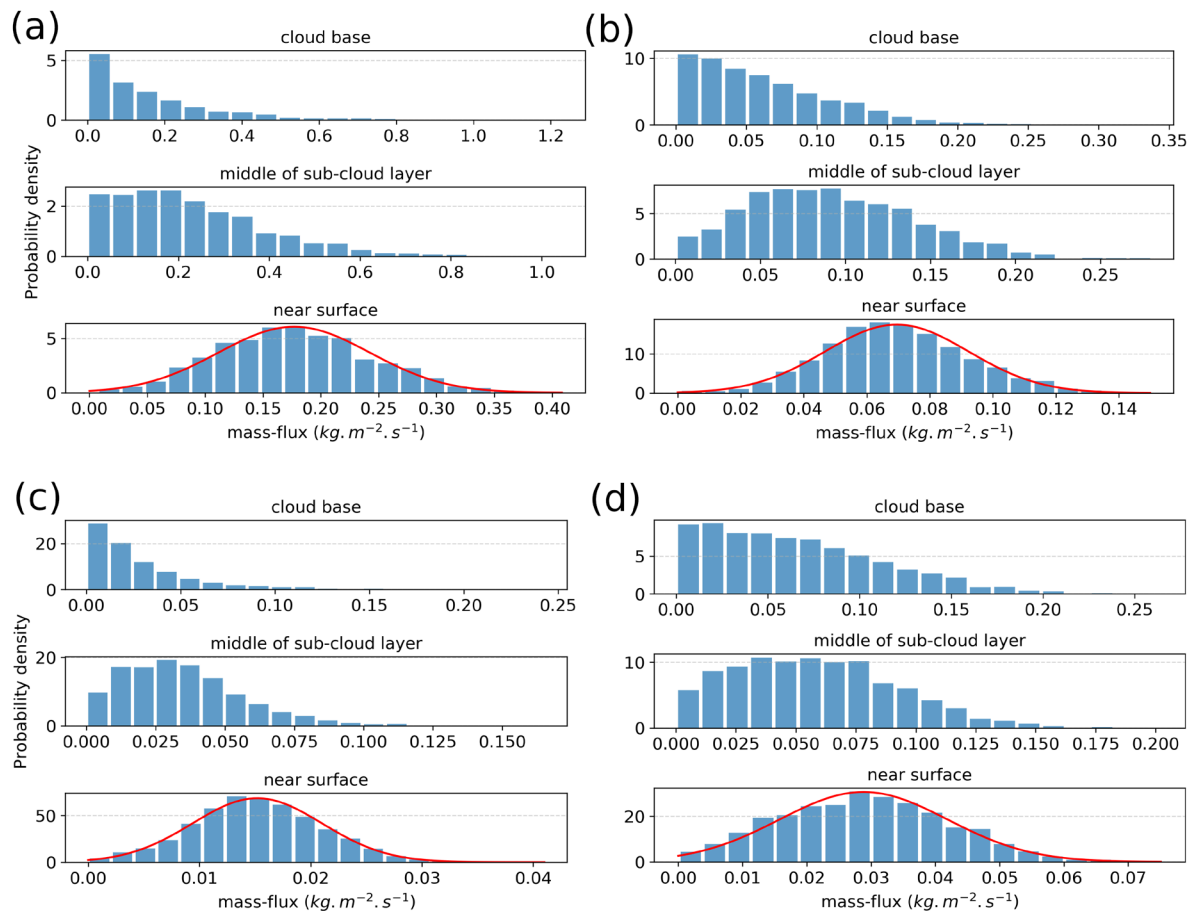 (a)
cloud base
5
0
0.0 0.2 0.4 0.6 0.8 1.0 1.2
middle of sub-cloud layer
2
0
0.0 0.2 0.4 0.6 0.8 1.0
near surface
5
0
0.00 0.05 0.10 0.15 0.20 0.25 0.30 0.35 0.40
mass-flux (kg.m⁻².s⁻¹)
Probability density
(b)
cloud base
10
0
0.00 0.05 0.10 0.15 0.20 0.25 0.30 0.35
middle of sub-cloud layer
5
0
0.00 0.05 0.10 0.15 0.20 0.25
near surface
10
0
0.00 0.02 0.04 0.06 0.08 0.10 0.12 0.14
mass-flux (kg.m⁻².s⁻¹)
(c)
cloud base
20
0
0.00 0.05 0.10 0.15 0.20 0.25
middle of sub-cloud layer
20
0
0.000 0.025 0.050 0.075 0.100 0.125 0.150
near surface
50
0
0.00 0.01 0.02 0.03 0.04
mass-flux (kg.m⁻².s⁻¹)
Probability density
(d)
cloud base
5
0
0.00 0.05 0.10 0.15 0.20 0.25
middle of sub-cloud layer
10
0
0.000 0.025 0.050 0.075 0.100 0.125 0.150 0.175 0.200
near surface
20
0
0.00 0.01 0.02 0.03 0.04 0.05 0.06 0.07
mass-flux (kg.m⁻².s⁻¹)